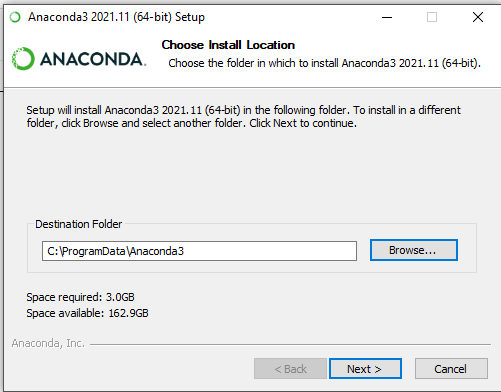 Anaconda3 2021.11 (64-bit) Setup
Choose Install Location
Choose the folder in which to install Anaconda3 2021.11 (64-bit).
ANACONDA.
Setup will install Anaconda3 2021.11 (64-bit) in the following folder. To install in a different
folder, click Browse and select another folder. Click Next to continue.
Destination Folder
C:\ProgramData\Anaconda3
Browse...
Space required: 3.0GB
Space available: 162.9GB
Anaconda, Inc.
< Back
Next >
Cancel